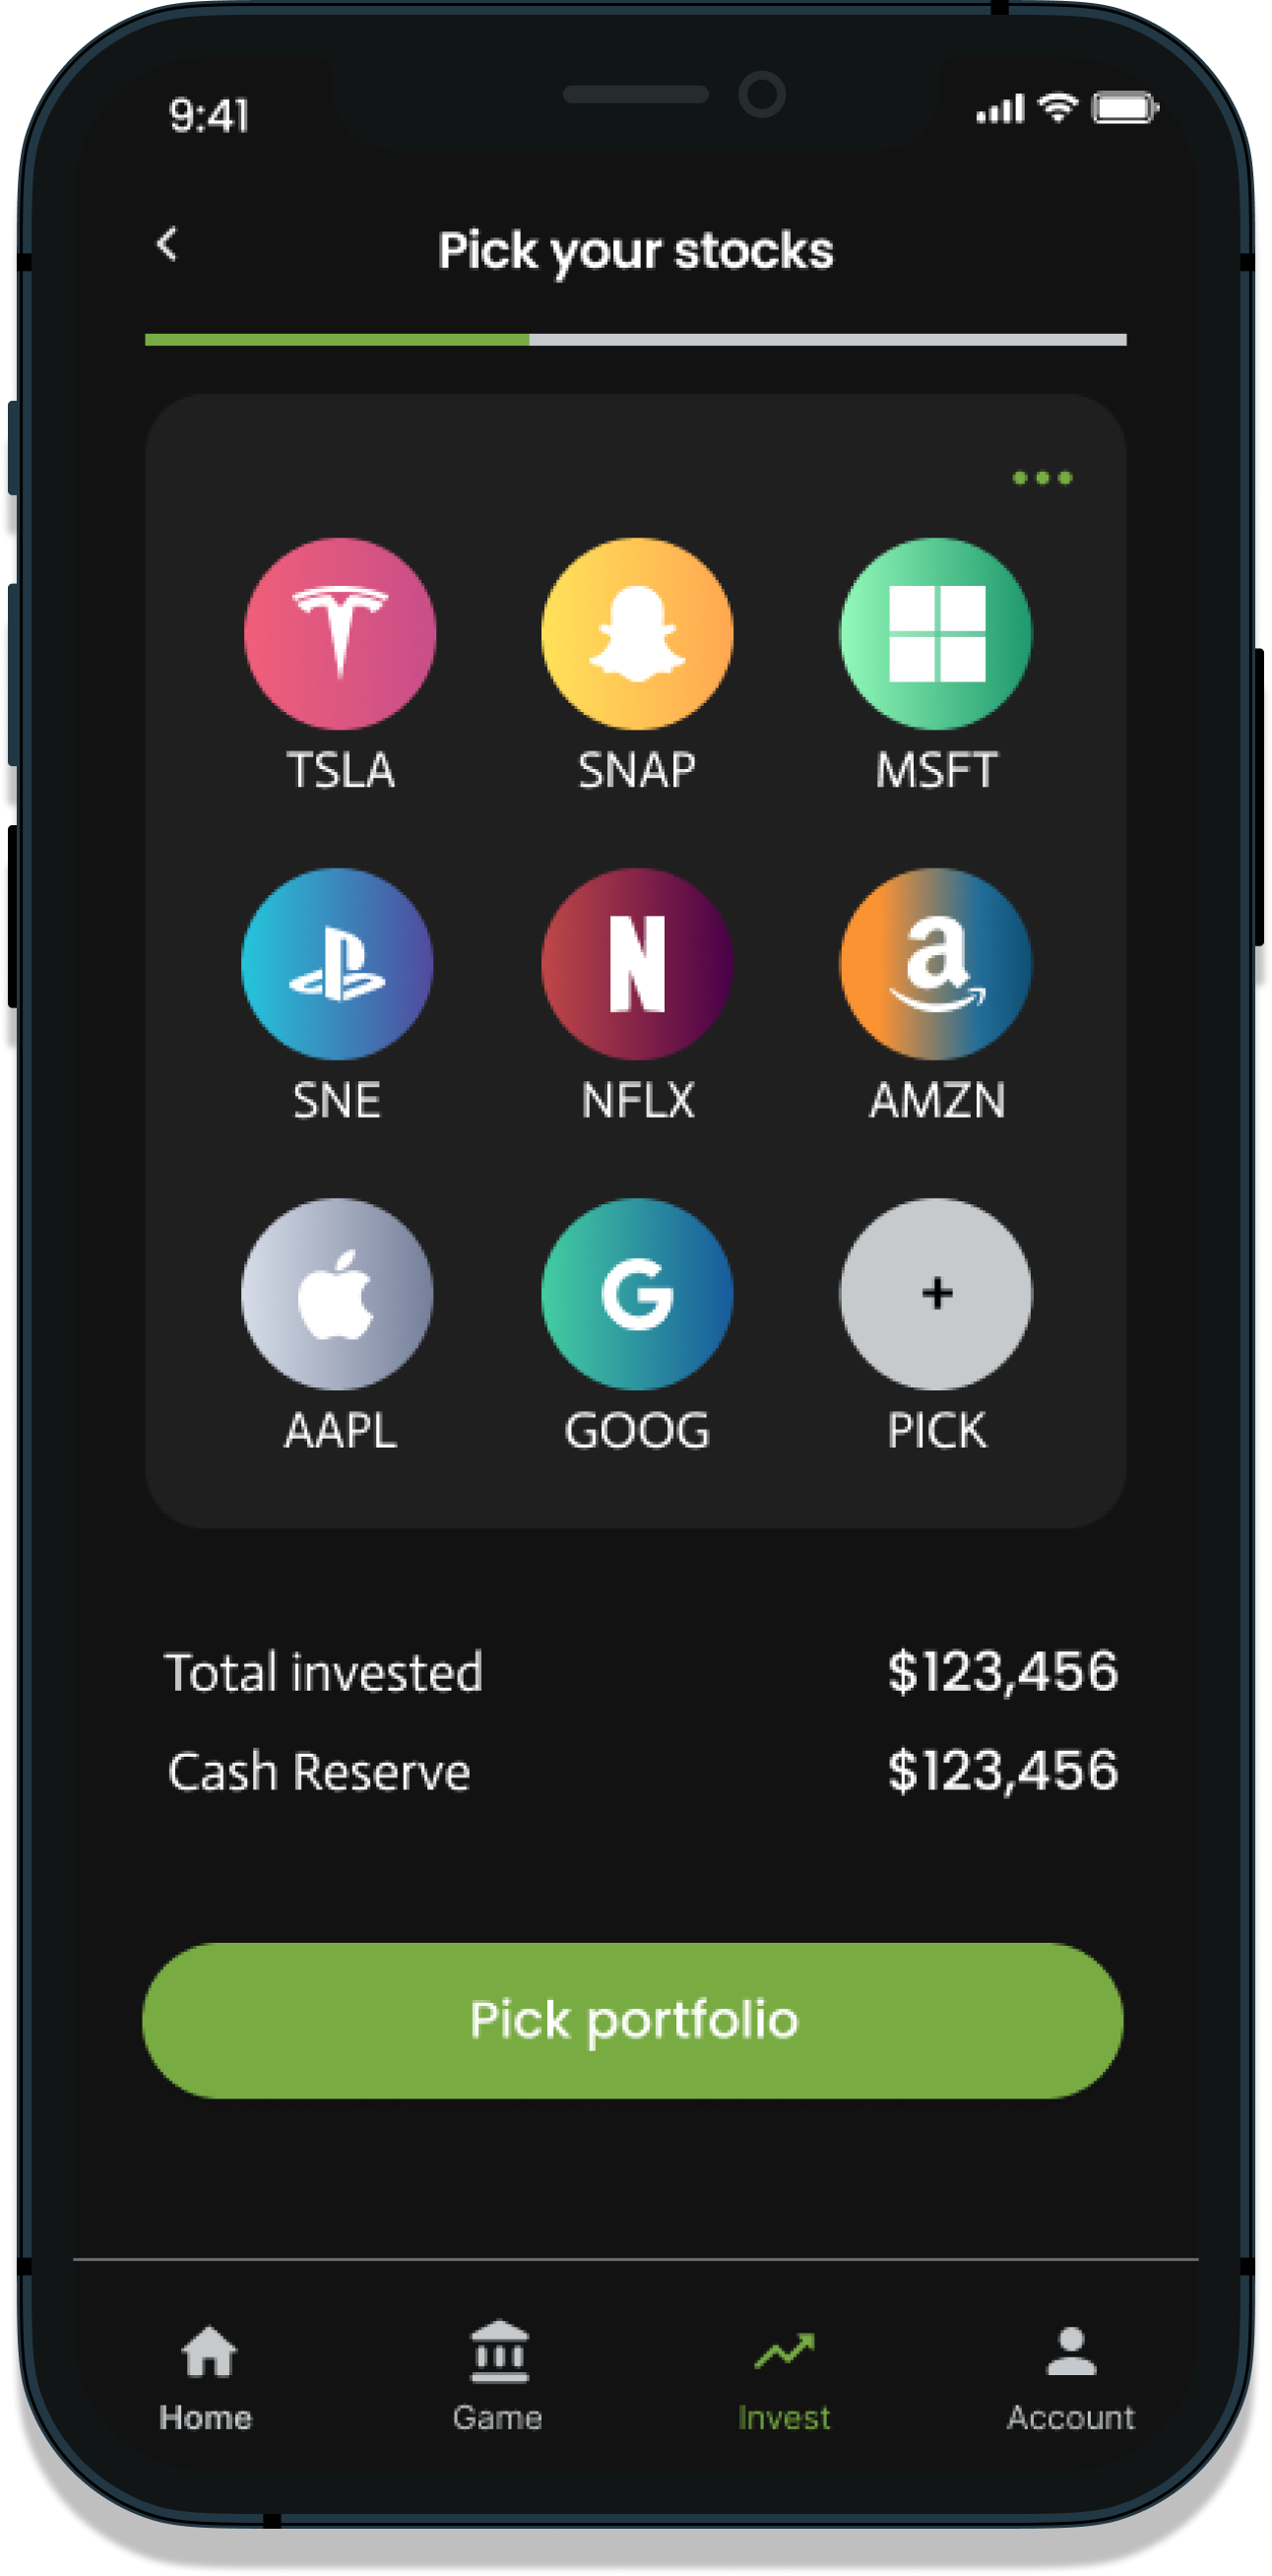 9:41
Pick your stocks
TSLA SNAP MSFT
SNE NFLX AMZN
AAPL GOOG PICK
Total invested $123,456
Cash Reserve $123,456
Pick portfolio
Home Game Invest Account